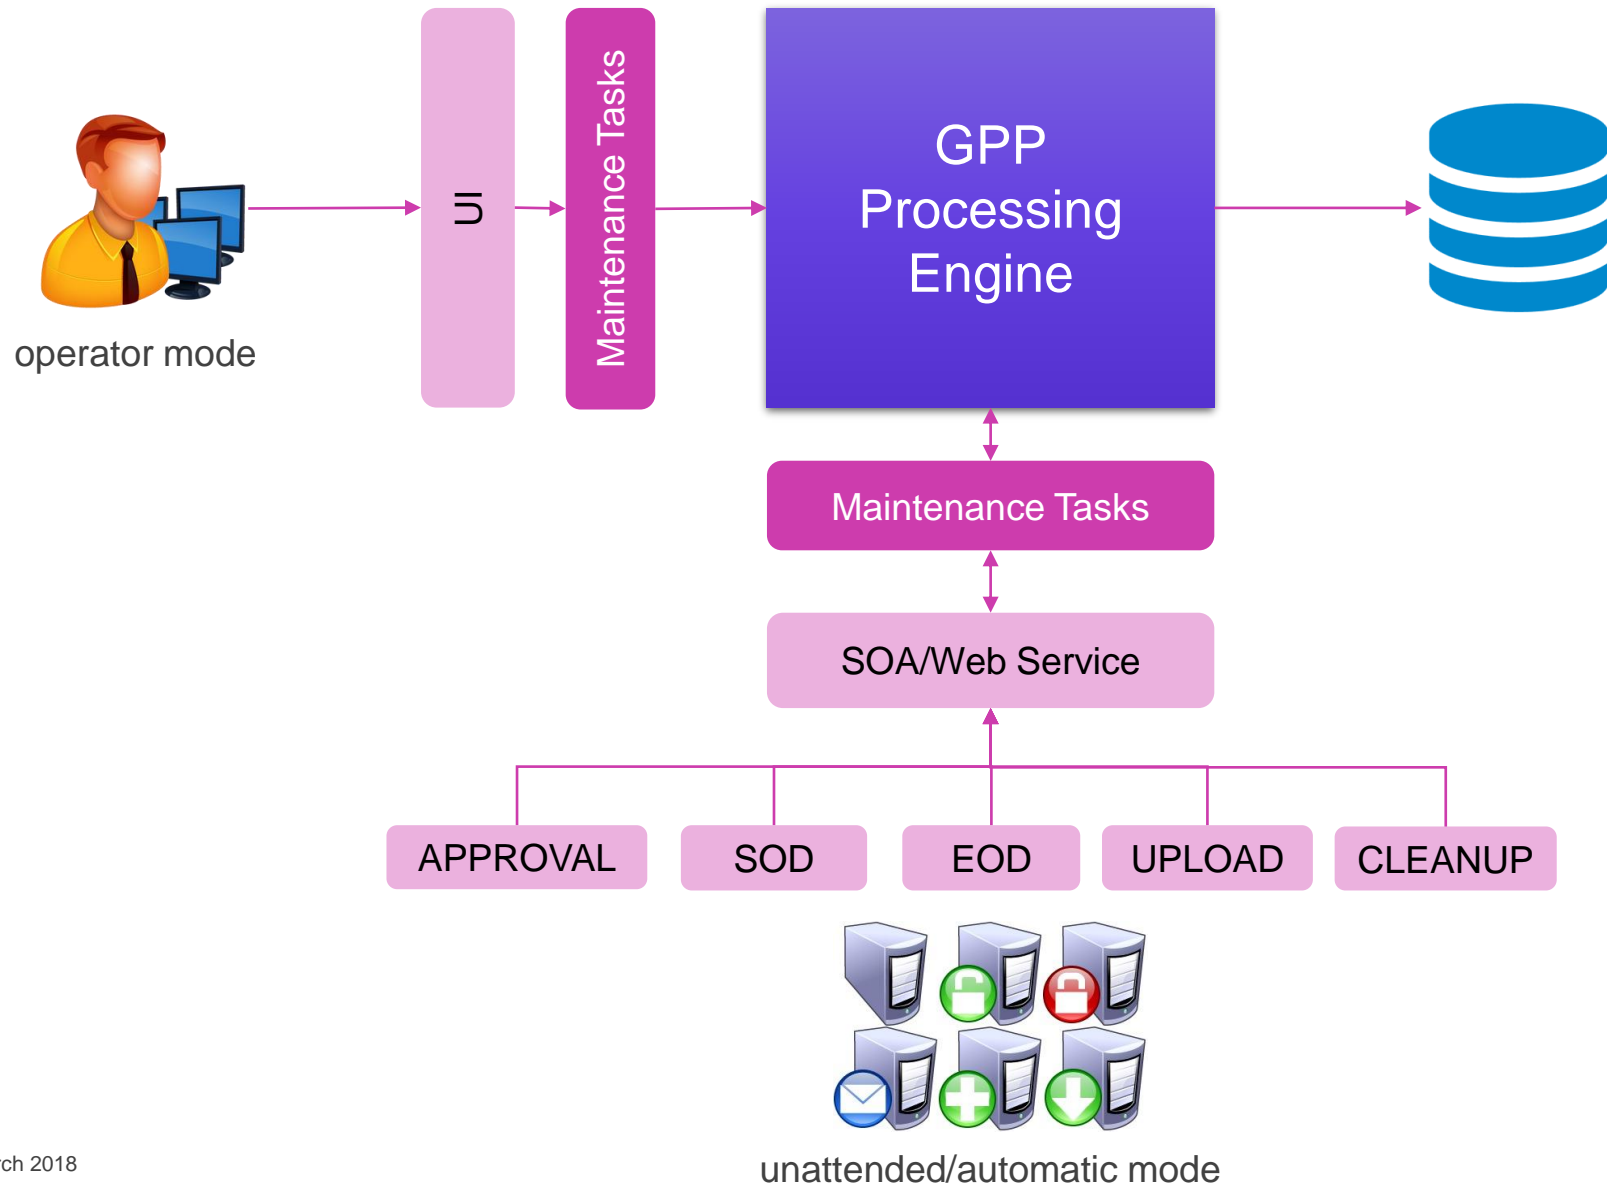 UI
Maintenance Tasks
GPP
Processing
Engine
operator mode
Maintenance Tasks
SOA/Web Service
APPROVAL
SOD
EOD
UPLOAD
CLEANUP
2018
unattended/automatic mode